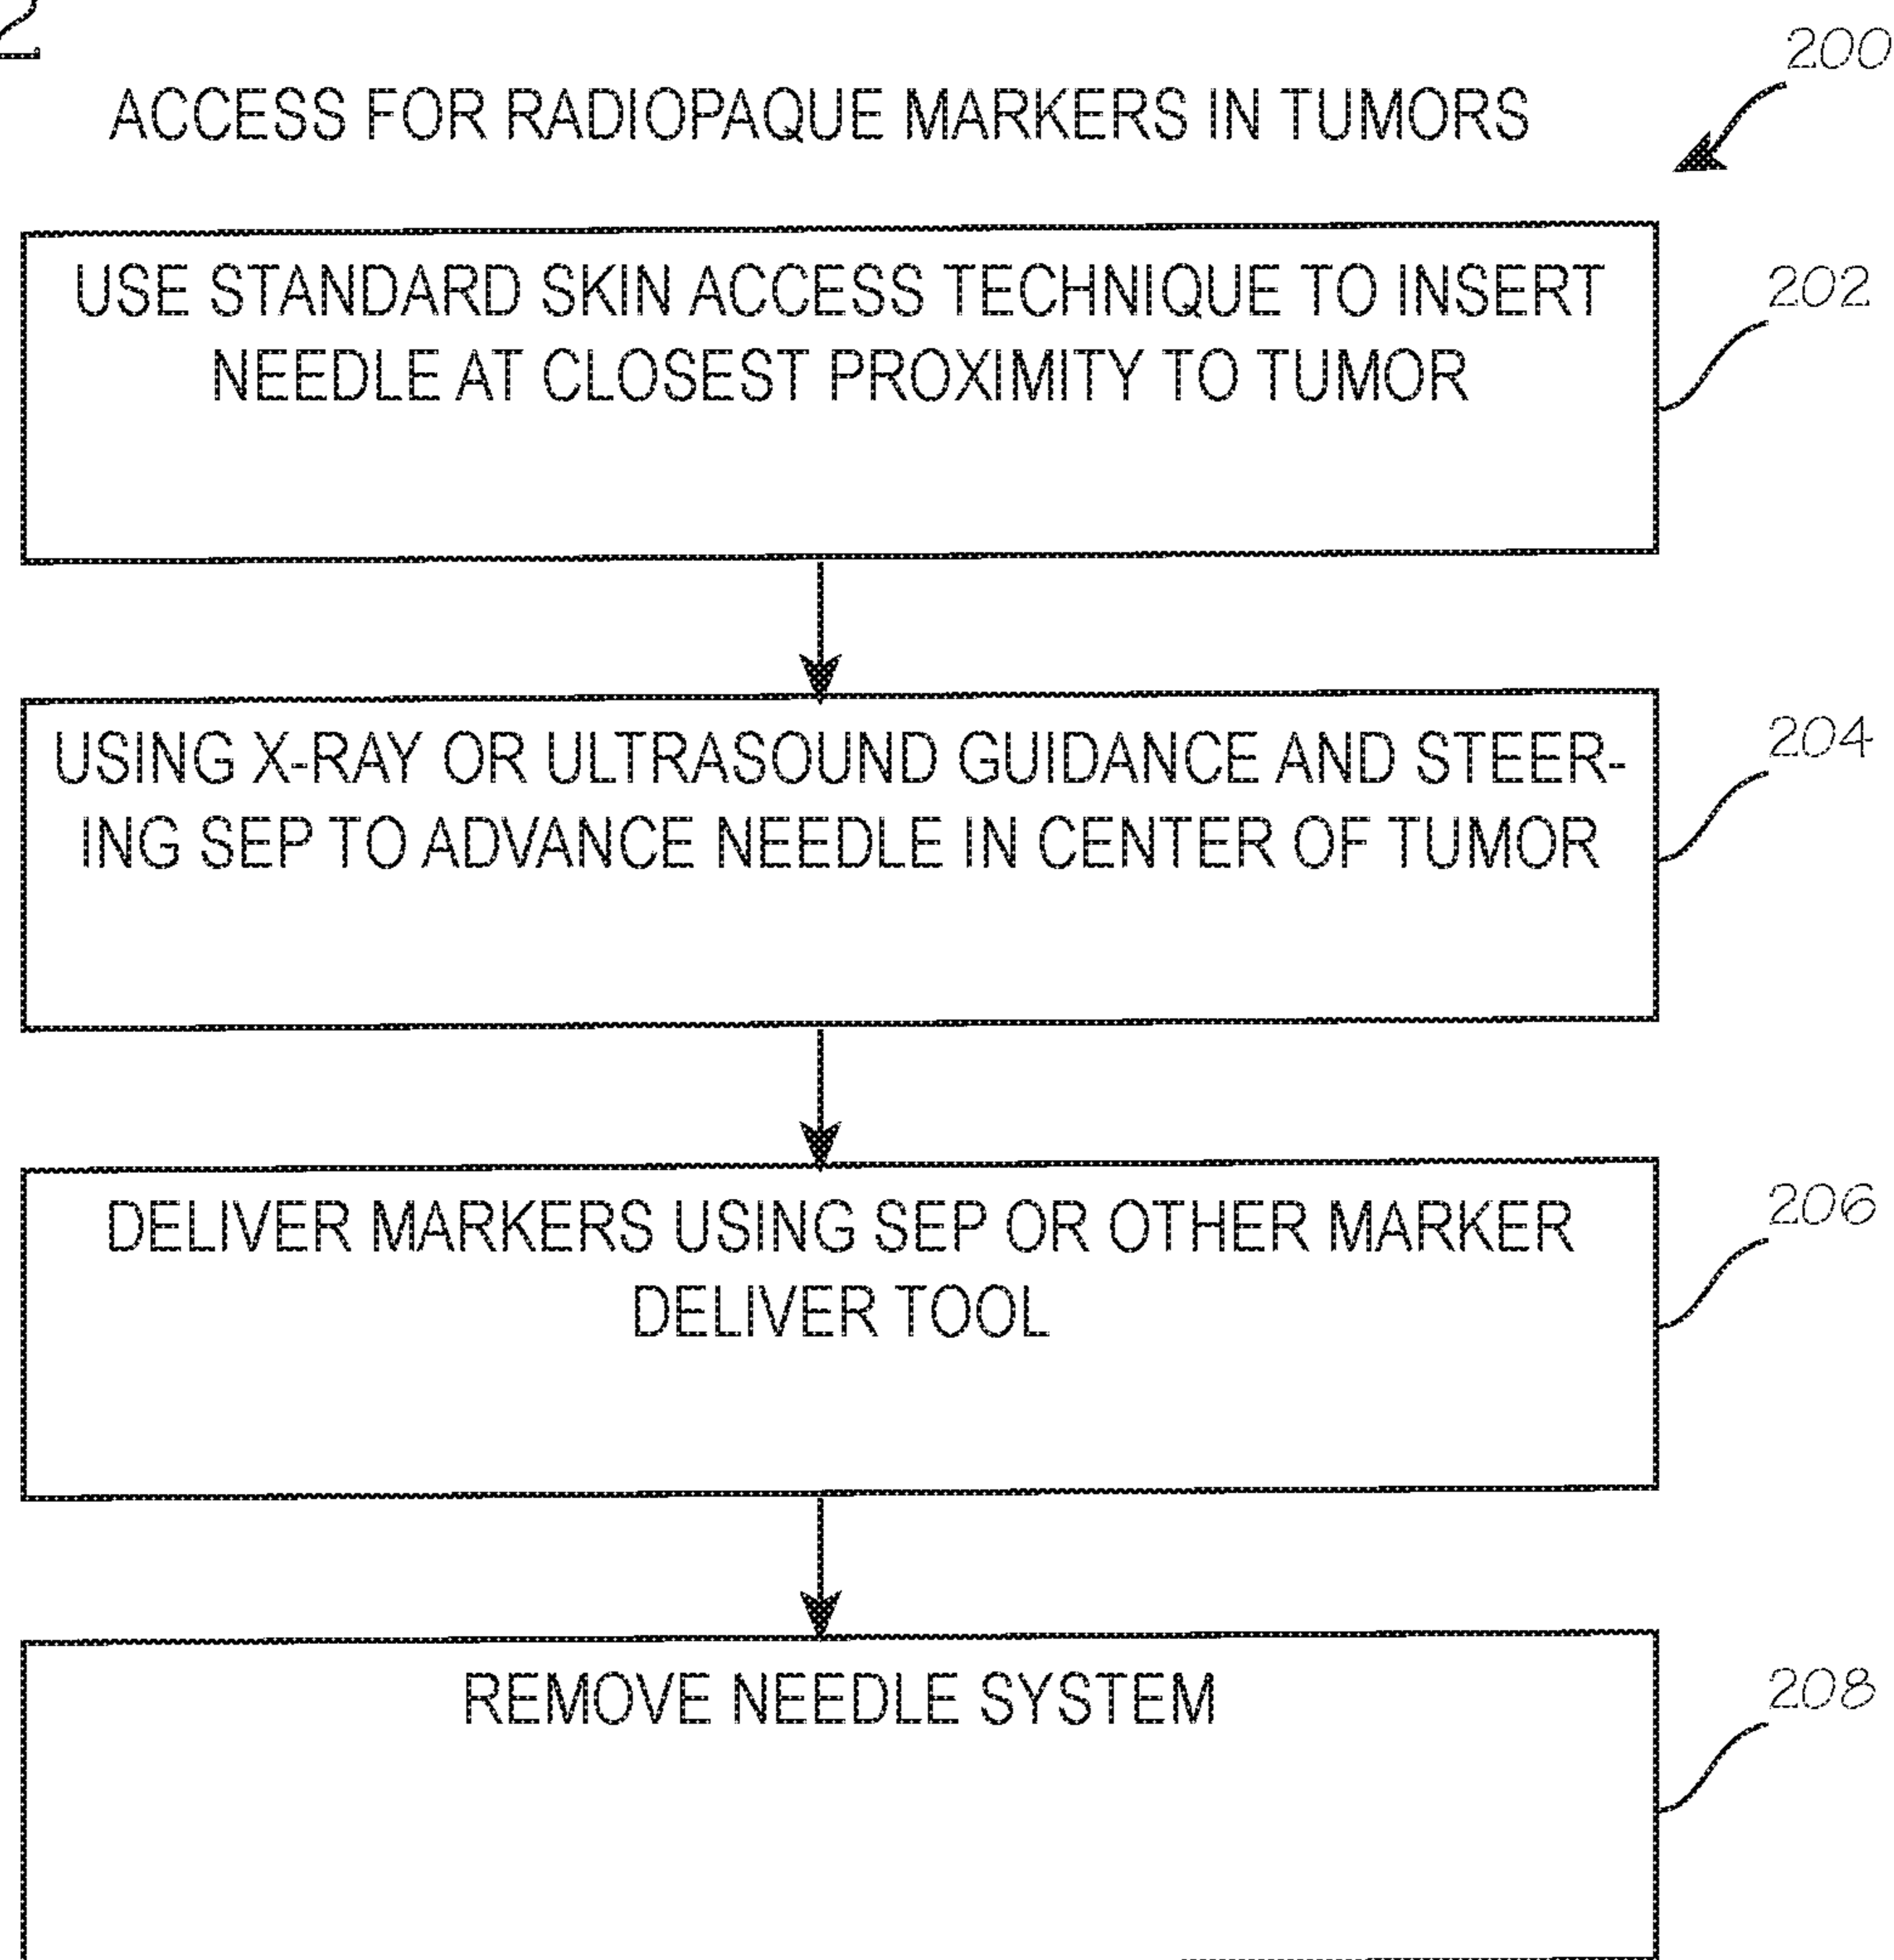 2
200
ACCESS FOR RADIOPAQUE MARKERS IN TUMORS
USE STANDARD SKIN ACCESS TECHNIQUE TO INSERT
NEEDLE AT CLOSEST PROXIMITY TO TUMOR
202
USING X-RAY OR ULTRASOUND GUIDANCE AND STEER-
ING SEP TO ADVANCE NEEDLE IN CENTER OF TUMOR
204
DELIVER MARKERS USING SEP OR OTHER MARKER
DELIVER TOOL
206
REMOVE NEEDLE SYSTEM
208